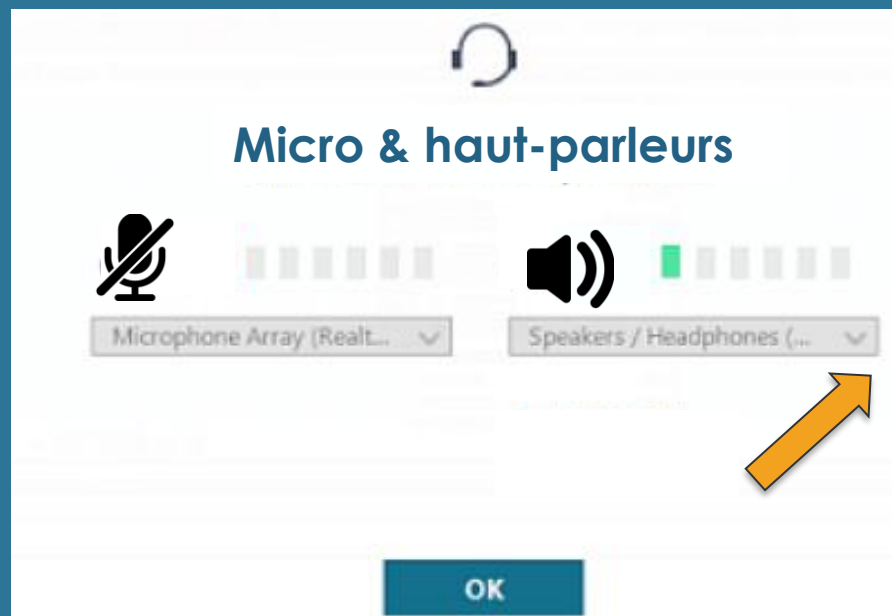 Micro & haut-parleurs
Microphone Array (Realt...
Speakers / Headphones (...
OK